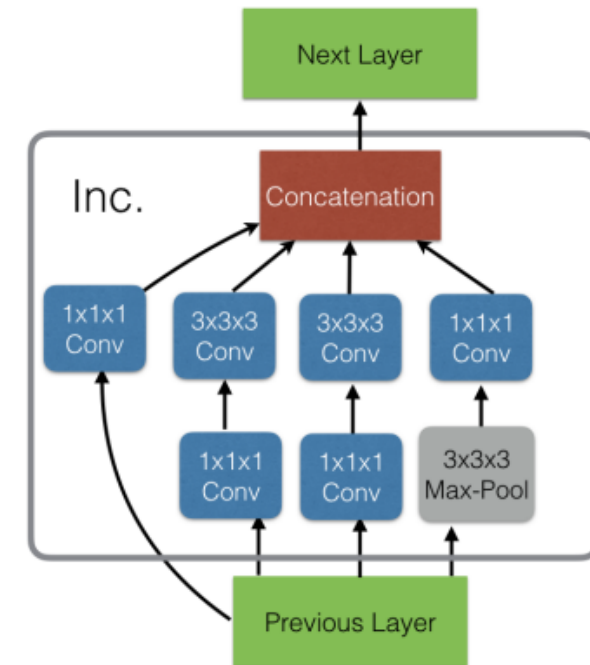 Next Layer
Inc.
Concatenation
1x1x1
Conv
3x3x3
Conv
3x3x3
Conv
1x1x1
Conv
1x1x1
Conv
1x1x1
Conv
3x3x3
Max-Pool
Previous Layer